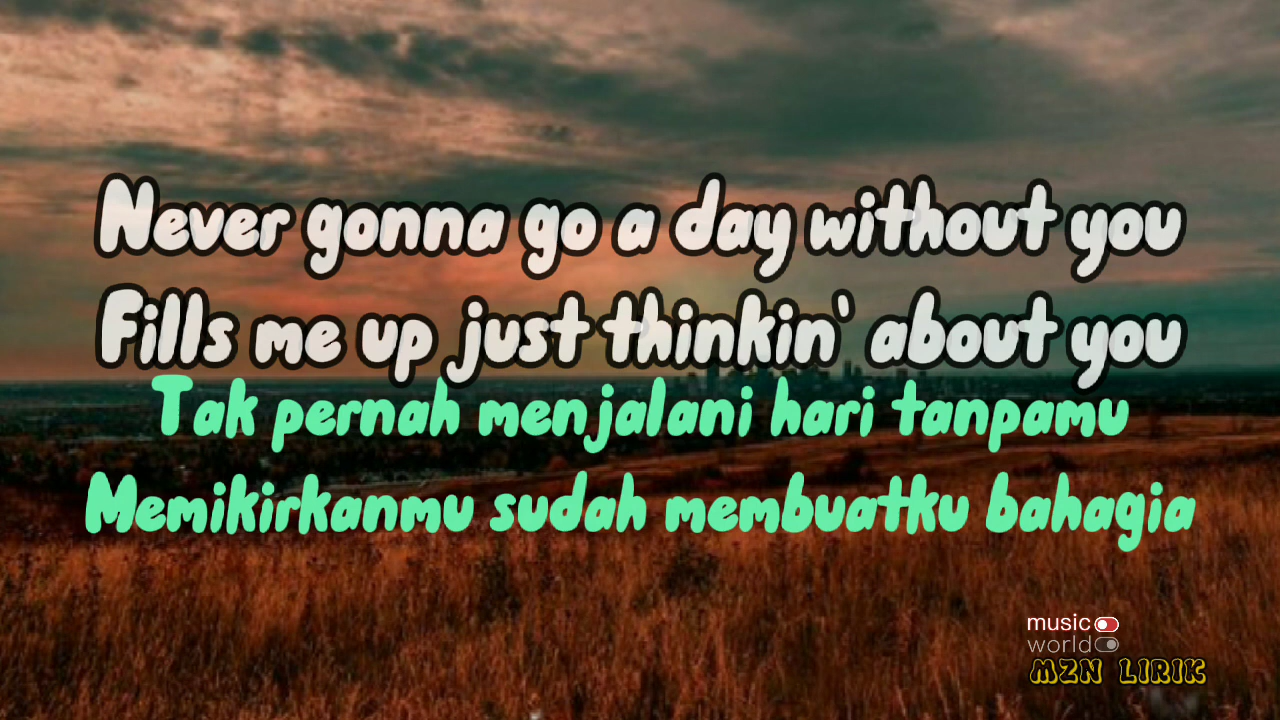 Never gonna go a day without you
Fills me up just thinkin' about you
Tak pernah menjalani hari tanpamu
Memikirkanmu sudah membuatku bahagia
music
world
MZN LIRIK